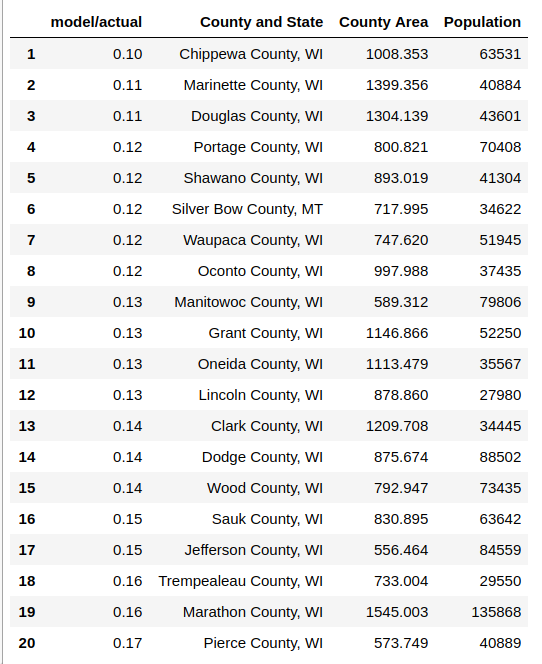 model/actual County and State County Area Population
1 0.10 Chippewa County, WI 1008.353 63531
2 0.11 Marinette County, WI 1399.356 40884
3 0.11 Douglas County, WI 1304.139 43601
4 0.12 Portage County, WI 800.821 70408
5 0.12 Shawano County, WI 893.019 41304
6 0.12 Silver Bow County, MT 717.995 34622
7 0.12 Waupaca County, WI 747.620 51945
8 0.12 Oconto County, WI 997.988 37435
9 0.13 Manitowoc County, WI 589.312 79806
10 0.13 Grant County, WI 1146.866 52250
11 0.13 Oneida County, WI 1113.479 35567
12 0.13 Lincoln County, WI 878.860 27980
13 0.14 Clark County, WI 1209.708 34445
14 0.14 Dodge County, WI 875.674 88502
15 0.14 Wood County, WI 792.947 73435
16 0.15 Sauk County, WI 830.895 63642
17 0.15 Jefferson County, WI 556.464 84559
18 0.16 Trempealeau County, WI 733.004 29550
19 0.16 Marathon County, WI 1545.003 135868
20 0.17 Pierce County, WI 573.749 40889